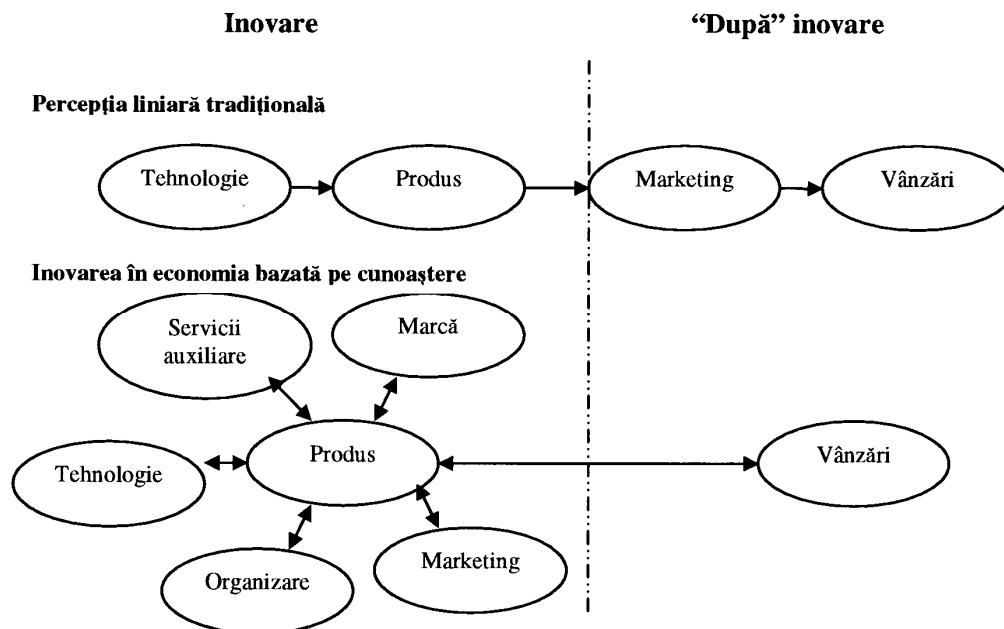 Inovare
“După” inovare
Percepția liniară tradițională
Tehnologie
Produs
Marketing
Vânzări
Inovarea în economia bazată pe cunoaștere
Servicii
auxiliare
Marcă
Tehnologie
Produs
Vânzări
Organizare
Marketing